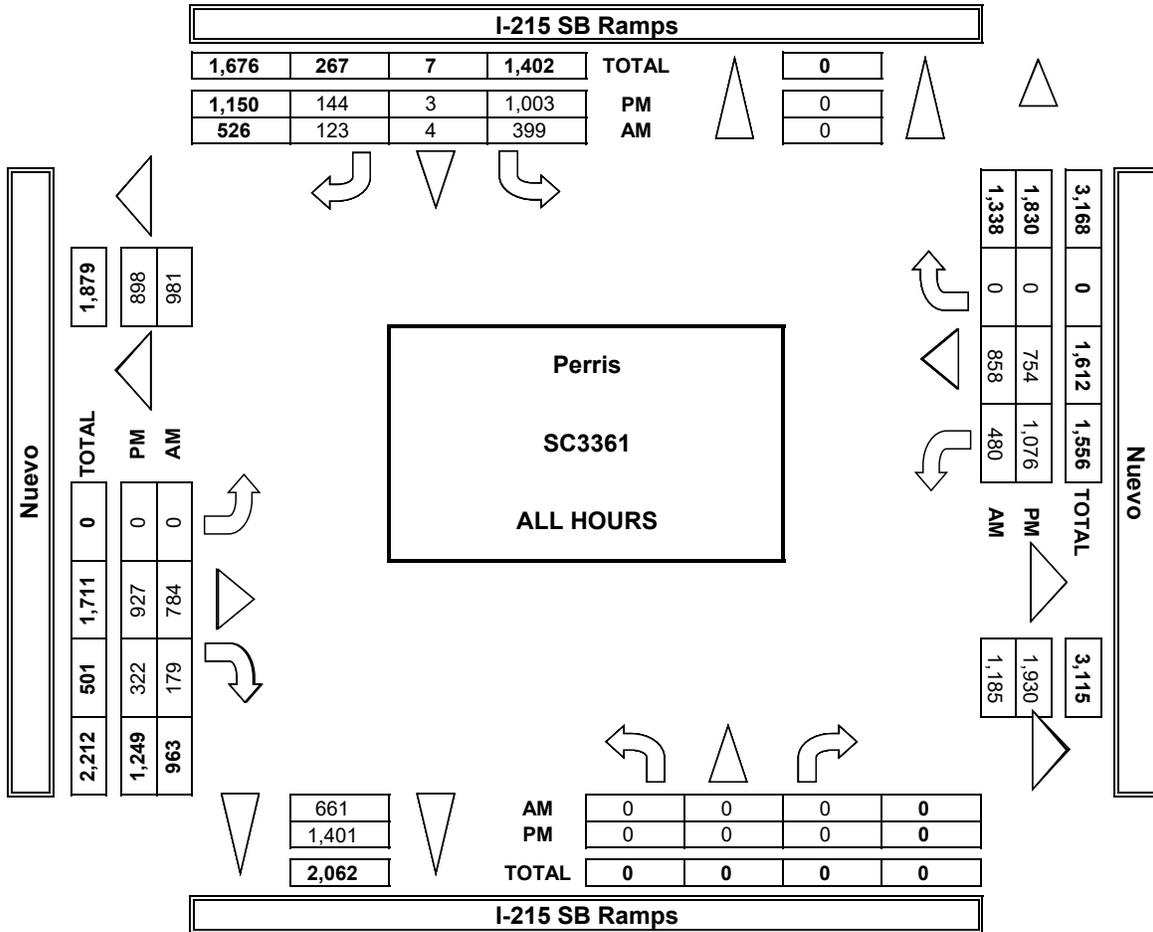 I-215 SB Ramps
1,676 267 7 1,402 TOTAL 0
1,150 144 3 1,003 PM 0
526 123 4 399 AM 0
Nuevo
1,879
898
981
TOTAL
PM
AM
0 1,711 501 2,212
0 927 322 1,249
0 784 179 963
Perris
SC3361
ALL HOURS
3,168 0 1,612 1,556 TOTAL
1,830 0 754 1,076 PM
1,338 0 858 480 AM
3,115
1,930
1,185
Nuevo
661 AM 0 0 0 0
1,401 PM 0 0 0 0
2,062 TOTAL 0 0 0 0
I-215 SB Ramps